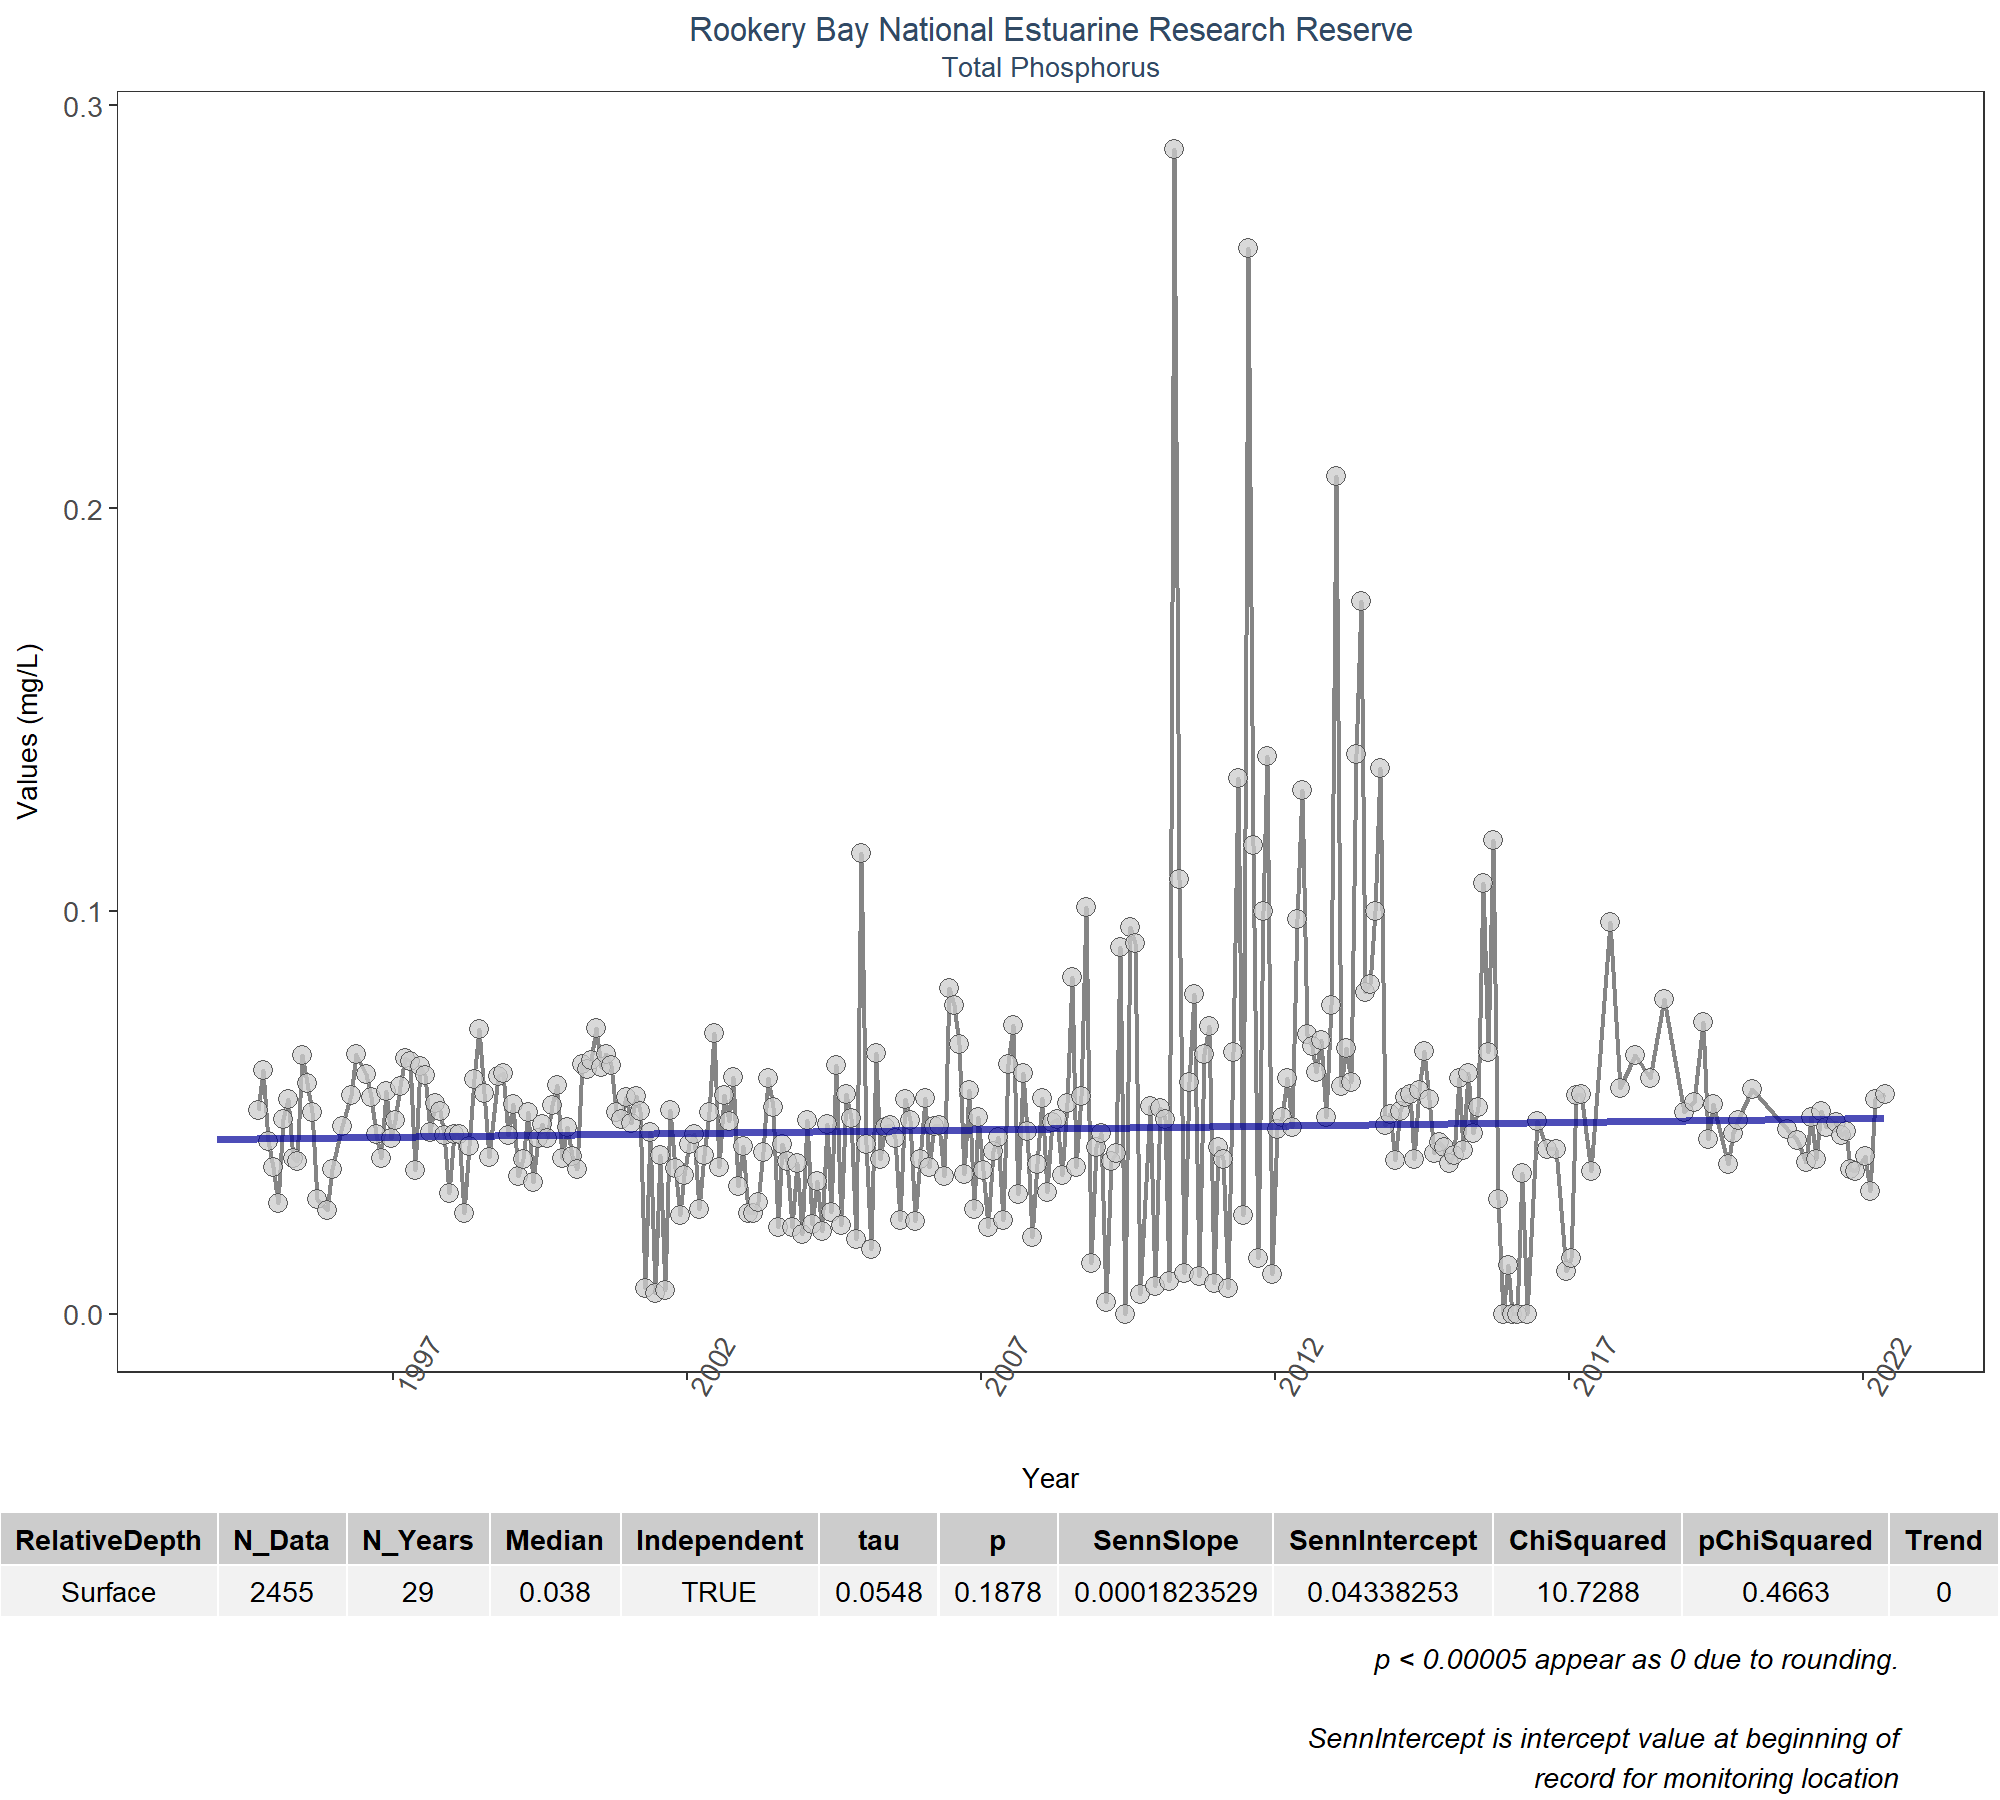 Rookery Bay National Estuarine Research Reserve
Total Phosphorus
0.3
0.2
0.1
0.0
Values (mg/L)
1997 2002 2007 2012 2017 2022
Year
RelativeDepth N_Data N_Years Median Independent tau p SennSlope SennIntercept ChiSquared pChiSquared Trend
Surface 2455 29 0.038 TRUE 0.0548 0.1878 0.0001823529 0.04338253 10.7288 0.4663 0
p < 0.00005 appear as 0 due to rounding.
SennIntercept is intercept value at beginning of
record for monitoring location